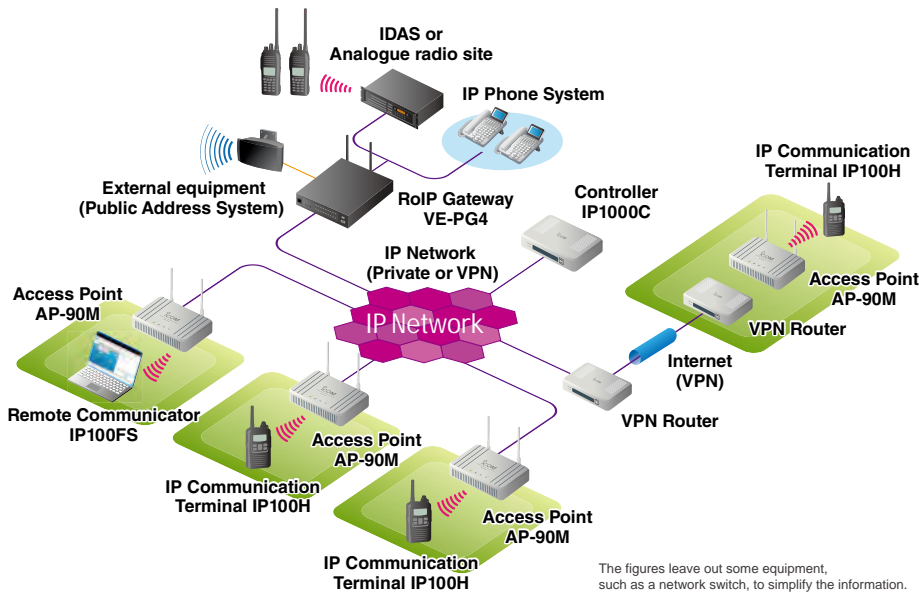 IDAS or
Analogue radio site
IP Phone System
External equipment
(Public Address System)
RoIP Gateway
VE-PG4
Controller
IP1000C
IP Communication
Terminal IP100H
IP Network
(Private or VPN)
IP Network
Access Point
AP-90M
Access Point
AP-90M
VPN Router
Internet
(VPN)
VPN Router
Remote Communicator
IP100FS
Access Point
AP-90M
IP Communication
Terminal IP100H
Access Point
AP-90M
IP Communication
Terminal IP100H
The figures leave out some equipment,
such as a network switch, to simplify the information.